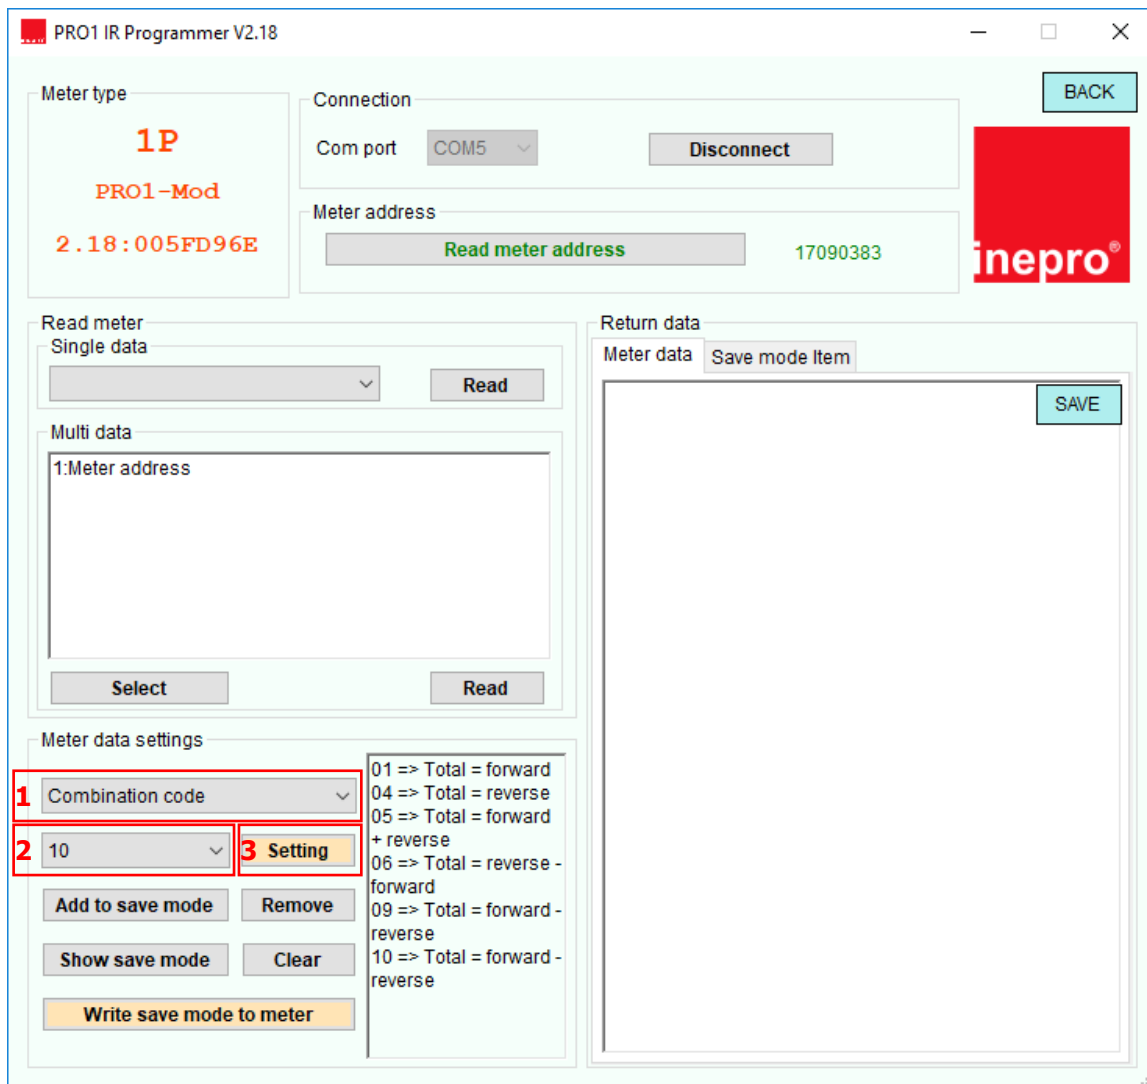 PRO1 IR Programmer V2.18
BACK
Meter type
1P
PRO1-Mod
2.18:005FD96E
Connection
Com port COM5 Disconnect
Meter address
Read meter address 17090383
inepro®
Read meter
Single data
Read
Multi data
1:Meter address
Select Read
Return data
Meter data Save mode Item
SAVE
Meter data settings
1 Combination code
2 10 3 Setting
Add to save mode Remove
Show save mode Clear
Write save mode to meter
01 => Total = forward
04 => Total = reverse
05 => Total = forward
+ reverse
06 => Total = reverse -
forward
09 => Total = forward -
reverse
10 => Total = forward -
reverse